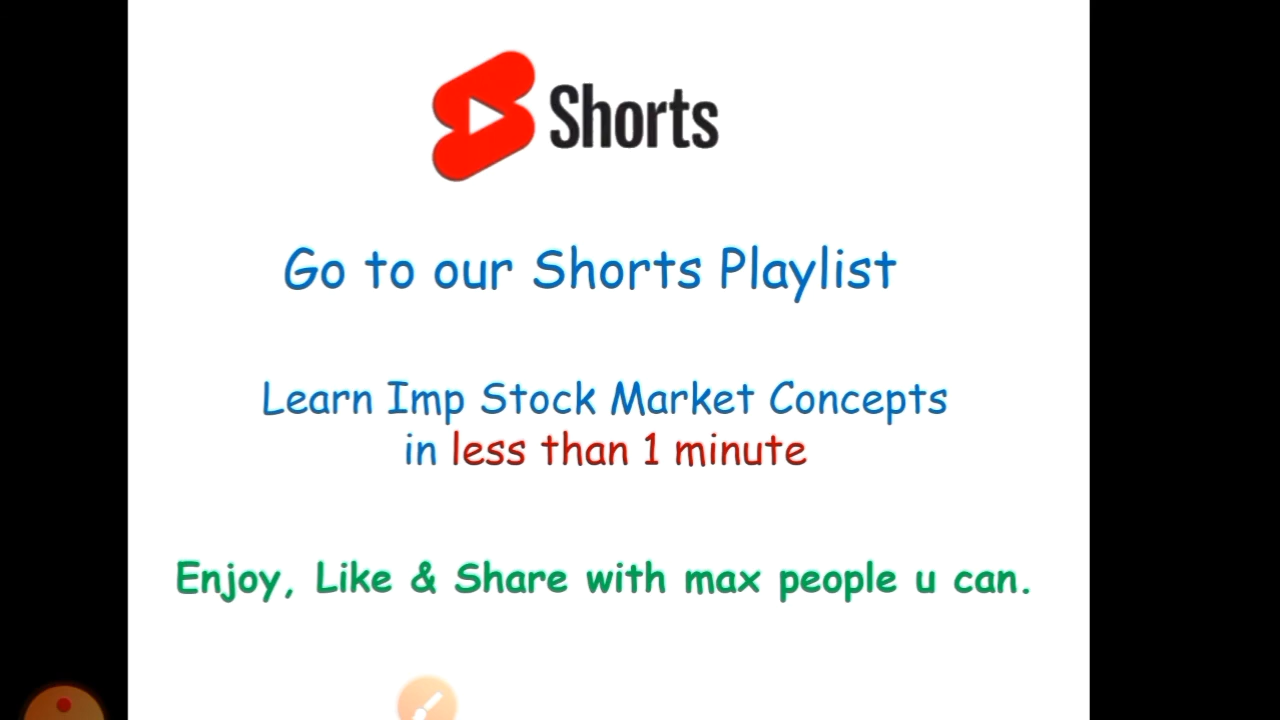 Shorts
Go to our Shorts Playlist
Learn Imp Stock Market Concepts
in less than 1 minute
Enjoy, Like & Share with max people u can.